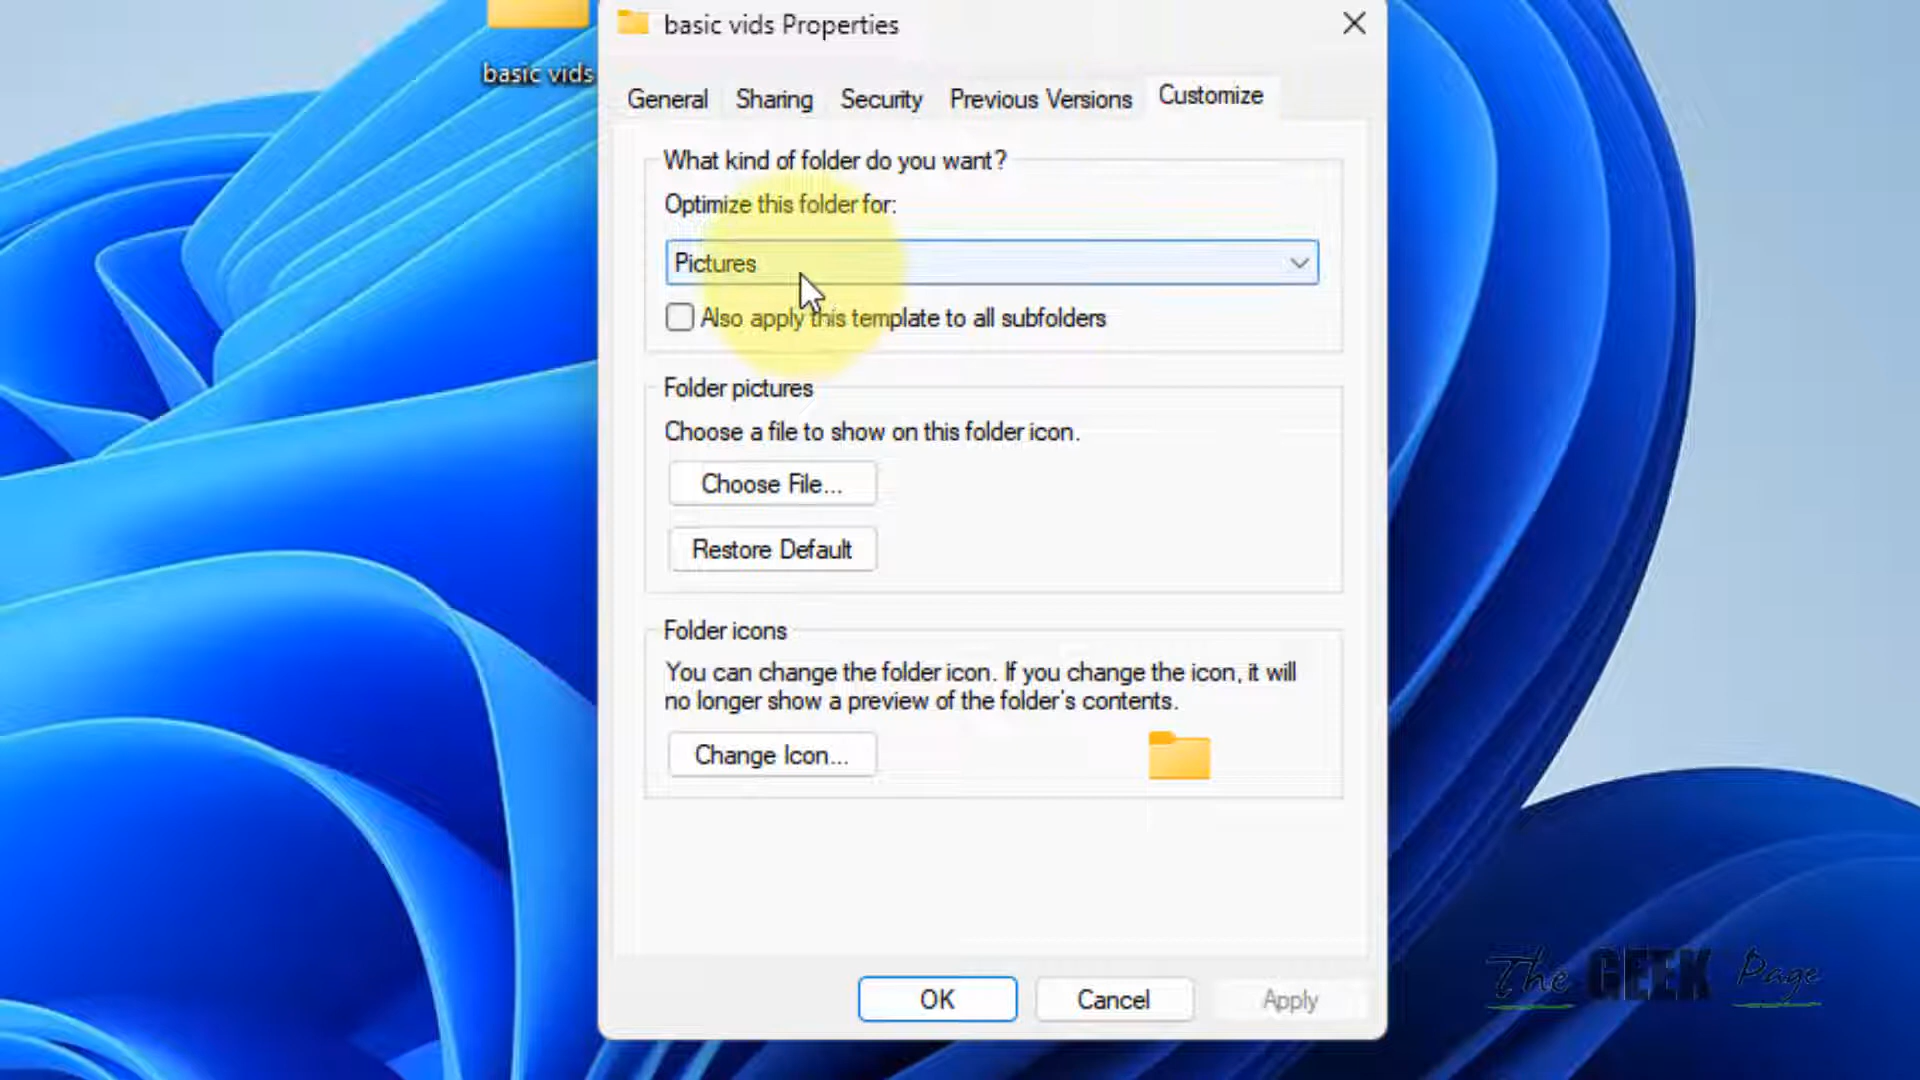 basic vids
basic vids Properties
General Sharing Security Previous Versions Customize
What kind of folder do you want?
Optimize this folder for:
Pictures
Also apply this template to all subfolders
Folder pictures
Choose a file to show on this folder icon.
Choose File...
Restore Default
Folder icons
You can change the folder icon. If you change the icon, it will
no longer show a preview of the folder's contents.
Change Icon...
OK Cancel Apply
The GEEK Page